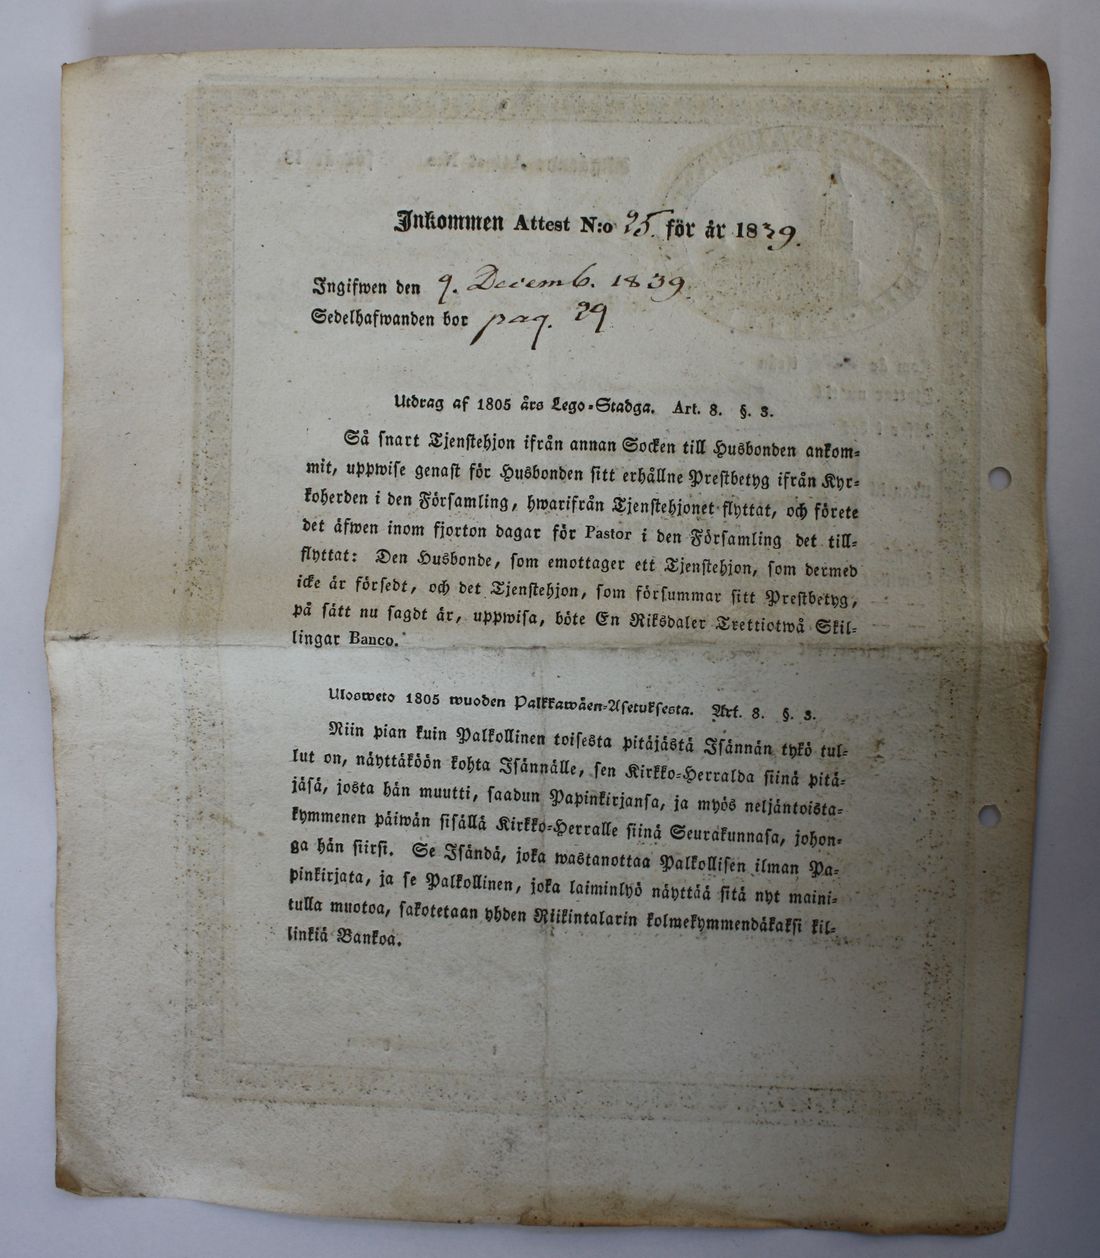 Inkommen Attest N:o 25. för år 1839.
Ingifwen den 9. Decemb. 1839
Sedelhafwanden bor pag. 29
Utdrag af 1805 års Lego-Stadga. Art. 8. §. 3.
Så snart Tjenstehjon ifrån annan Socken till Husbonden ankom-
mit, uppwise genast för Husbonden sitt erhållne Prestbetyg ifrån Kyr-
koherden i den Församling, hwarifrån Tjenstehjonet flyttat, och förete
det äfwen inom fjorton dagar för Pastor i den Församling det till-
flyttat: Den Husbonde, som emottager ett Tjenstehjon, som dermed
icke är försedt, och det Tjenstehjon, som försummar sitt Prestbetyg,
på sätt nu sagdt är, uppwisa, böte En Riksdaler Trettiotwå Skil-
lingar Banco.
Ulosweto 1805 wuoden Palkkawäen-Asetuksesta. Art. 8. §. 3.
Niin pian kuin Palkollinen toisesta pitäjästä Isännän tykö tul-
lut on, näyttäköön kohta Isännälle, sen Kirkko-Herralda siinä pitä-
jäsä, josta hän muutti, saadun Papinkirjansa, ja myös neljäntoista-
kymmenen päiwän sisällä Kirkko-Herralle siinä Seurakunnasa, johon-
ga hän siirsi. Se Isändä, joka wastanottaa Palkollisen ilman Pa-
pinkirjata, ja se Palkollinen, joka laiminlyö näyttää sitä nyt maini-
tulla muotoa, sakotetaan yhden Riikintalarin kolmekymmendäkaksi kil-
linkiä Bankoa.